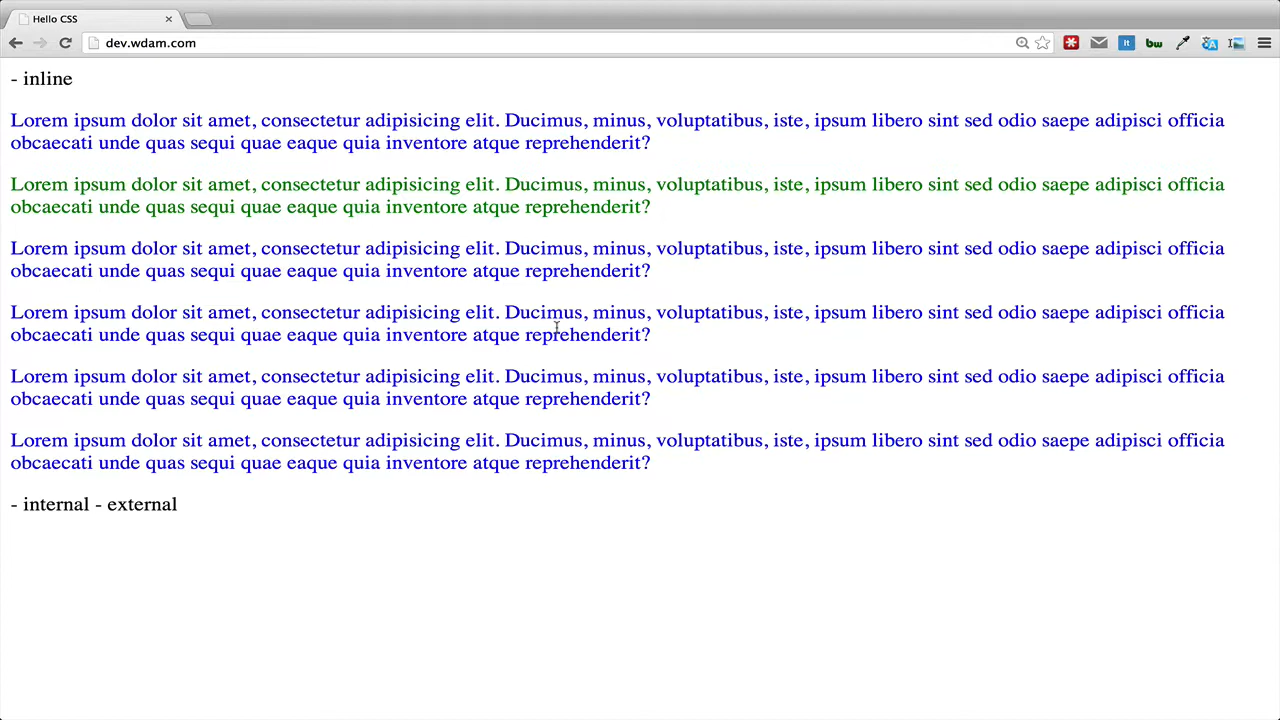 Hello CSS
dev.wdam.com
It
bw
- inline
Lorem ipsum dolor sit amet, consectetur adipisicing elit. Ducimus, minus, voluptatibus, iste, ipsum libero sint sed odio saepe adipisci officia
obcaecati unde quas sequi quae eaque quia inventore atque reprehenderit?
Lorem ipsum dolor sit amet, consectetur adipisicing elit. Ducimus, minus, voluptatibus, iste, ipsum libero sint sed odio saepe adipisci officia
obcaecati unde quas sequi quae eaque quia inventore atque reprehenderit?
Lorem ipsum dolor sit amet, consectetur adipisicing elit. Ducimus, minus, voluptatibus, iste, ipsum libero sint sed odio saepe adipisci officia
obcaecati unde quas sequi quae eaque quia inventore atque reprehenderit?
Lorem ipsum dolor sit amet, consectetur adipisicing elit. Ducimus, minus, voluptatibus, iste, ipsum libero sint sed odio saepe adipisci officia
obcaecati unde quas sequi quae eaque quia inventore atque reprehenderit?
Lorem ipsum dolor sit amet, consectetur adipisicing elit. Ducimus, minus, voluptatibus, iste, ipsum libero sint sed odio saepe adipisci officia
obcaecati unde quas sequi quae eaque quia inventore atque reprehenderit?
Lorem ipsum dolor sit amet, consectetur adipisicing elit. Ducimus, minus, voluptatibus, iste, ipsum libero sint sed odio saepe adipisci officia
obcaecati unde quas sequi quae eaque quia inventore atque reprehenderit?
- internal - external